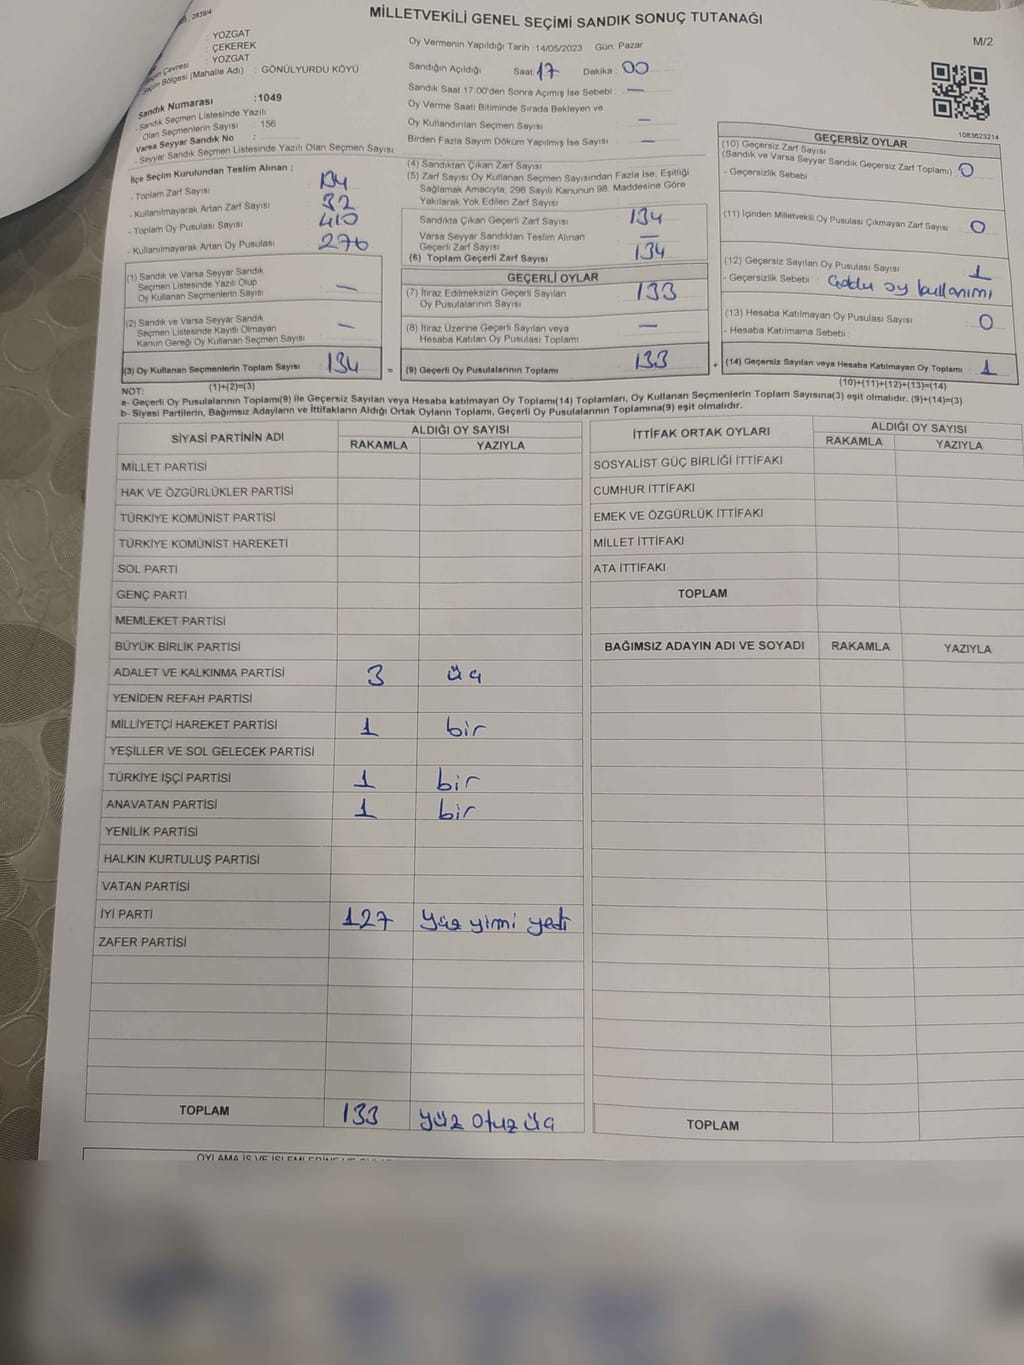 2839/4
MİLLETVEKİLİ GENEL SEÇİMİ SANDIK SONUÇ TUTANAĞI
M/2
: YOZGAT
: ÇEKEREK
Seçim Çevresi : YOZGAT
Seçim Bölgesi (Mahalle Adı) : GÖNÜLYURDU KÖYÜ
Sandık Numarası : 1049
- Sandık Seçmen Listesinde Yazılı
Olan Seçmenlerin Sayısı : 156
Varsa Seyyar Sandık No :
- Seyyar Sandık Seçmen Listesinde Yazılı Olan Seçmen Sayısı:
İlçe Seçim Kurulundan Teslim Alınan ;
- Toplam Zarf Sayısı
- Kullanılmayarak Artan Zarf Sayısı 32
- Toplam Oy Pusulası Sayısı 410
- Kullanılmayarak Artan Oy Pusulası 276
(1) Sandık ve Varsa Seyyar Sandık
Seçmen Listesinde Yazılı Olup
Oy Kullanan Seçmenlerin Sayısı —
(2) Sandık ve Varsa Seyyar Sandık
Seçmen Listesinde Kayıtlı Olmayan
Kanun Gereği Oy Kullanan Seçmen Sayısı —
(3) Oy Kullanan Seçmenlerin Toplam Sayısı 134 =
(1)+(2)=(3)
Oy Vermenin Yapıldığı Tarih : 14/05/2023 Gün: Pazar
Sandığın Açıldığı Saat: 17 Dakika : 00
Sandık Saat 17:00'den Sonra Açımış İse Sebebi : —
Oy Verme Saati Bitiminde Sırada Bekleyen ve
Oy Kullandırılan Seçmen Sayısı : —
Birden Fazla Sayım Döküm Yapılmış İse Sayısı : —
(4) Sandıktan Çıkan Zarf Sayısı
(5) Zarf Sayısı Oy Kullanan Seçmen Sayısından Fazla İse, Eşitliği
Sağlamak Amacıyla, 298 Sayılı Kanunun 98. Maddesine Göre
Yakılarak Yok Edilen Zarf Sayısı
Sandıkta Çıkan Geçerli Zarf Sayısı 134
Varsa Seyyar Sandıktan Teslim Alınan
Geçerli Zarf Sayısı —
(6) Toplam Geçerli Zarf Sayısı 134
GEÇERLİ OYLAR
(7) İtiraz Edilmeksizin Geçerli Sayılan
Oy Pusulalarının Sayısı 133
(8) İtiraz Üzerine Geçerli Sayılan veya
Hesaba Katılan Oy Pusulası Toplamı —
(9) Geçerli Oy Pusulalarının Toplamı 133 +
1083623214
GEÇERSİZ OYLAR
(10) Geçersiz Zarf Sayısı
(Sandık ve Varsa Seyyar Sandık Geçersiz Zarf Toplamı) : 0
- Geçersizlik Sebebi
(11) İçinden Milletvekili Oy Pusulası Çıkmayan Zarf Sayısı 0
(12) Geçersiz Sayılan Oy Pusulası Sayısı 1
- Geçersizlik Sebebi : Çoklu oy kullanımı
(13) Hesaba Katılmayan Oy Pusulası Sayısı 0
- Hesaba Katılmama Sebebi :
(14) Geçersiz Sayılan veya Hesaba Katılmayan Oy Toplamı : 1
(10)+(11)+(12)+(13)=(14)
NOT:
a- Geçerli Oy Pusulalarının Toplamı(9) ile Geçersiz Sayılan veya Hesaba katılmayan Oy Toplamı(14) Toplamları, Oy Kullanan Seçmenlerin Toplam Sayısına(3) eşit olmalıdır. (9)+(14)=(3)
b- Siyasi Partilerin, Bağımsız Adayların ve İttifakların Aldığı Ortak Oyların Toplamı, Geçerli Oy Pusulalarının Toplamına(9) eşit olmalıdır.
SİYASİ PARTİNİN ADI ALDIĞI OY SAYISI
RAKAMLA YAZIYLA
MİLLET PARTİSİ
HAK VE ÖZGÜRLÜKLER PARTİSİ
TÜRKİYE KOMÜNİST PARTİSİ
TÜRKİYE KOMÜNİST HAREKETİ
SOL PARTİ
GENÇ PARTİ
MEMLEKET PARTİSİ
BÜYÜK BİRLİK PARTİSİ
ADALET VE KALKINMA PARTİSİ 3 üç
YENİDEN REFAH PARTİSİ
MİLLİYETÇİ HAREKET PARTİSİ 1 bir
YEŞİLLER VE SOL GELECEK PARTİSİ
TÜRKİYE İŞÇİ PARTİSİ 1 bir
ANAVATAN PARTİSİ 1 bir
YENİLİK PARTİSİ
HALKIN KURTULUŞ PARTİSİ
VATAN PARTİSİ
İYİ PARTİ 127 yüz yirmi yedi
ZAFER PARTİSİ
TOPLAM 133 yüz otuz üç
İTTİFAK ORTAK OYLARI ALDIĞI OY SAYISI
RAKAMLA YAZIYLA
SOSYALİST GÜÇ BİRLİĞİ İTTİFAKI
CUMHUR İTTİFAKI
EMEK VE ÖZGÜRLÜK İTTİFAKI
MİLLET İTTİFAKI
ATA İTTİFAKI
TOPLAM
BAĞIMSIZ ADAYIN ADI VE SOYADI RAKAMLA YAZIYLA
TOPLAM